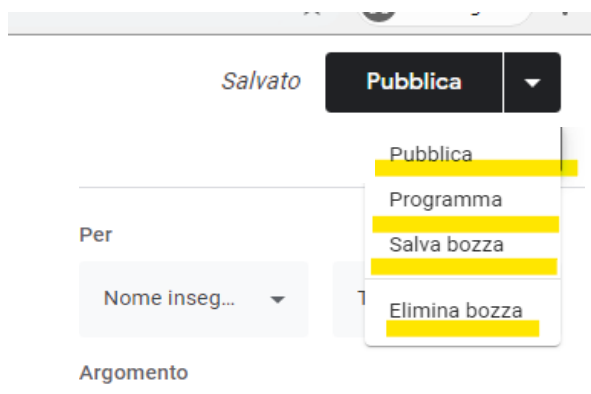 Salvato Pubblica
Pubblica
Programma
Per
Salva bozza
Nome inseg...
Elimina bozza
Argomento